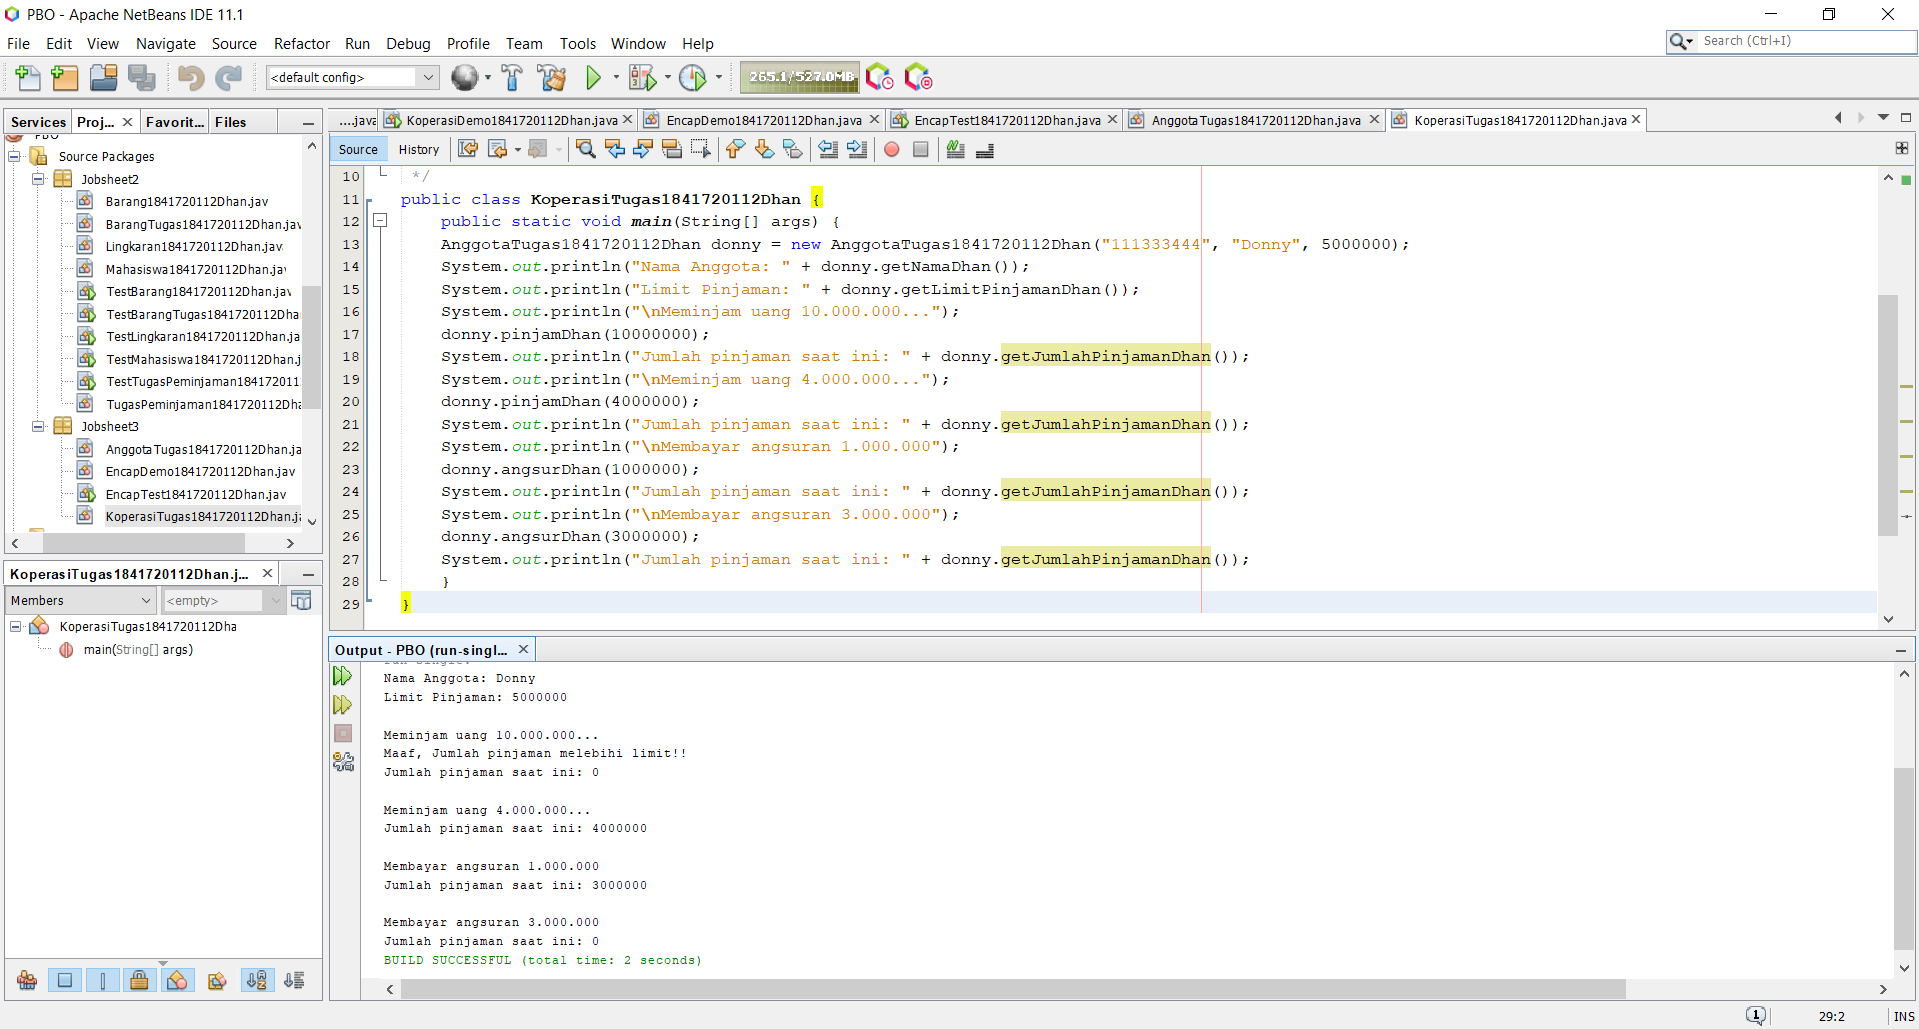 PBO - Apache NetBeans IDE 11.1
File Edit View Navigate Source Refactor Run Debug Profile Team Tools Window Help
Search (Ctrl+I)
<default config>
265.1/527.0MB
Services Proj... Favorit... Files
PBO
Source Packages
Jobsheet2
Barang1841720112Dhan.jav
BarangTugas1841720112Dhan.jav
Lingkaran1841720112Dhan.jav
Mahasiswa1841720112Dhan.jav
TestBarang1841720112Dhan.jav
TestBarangTugas1841720112Dha
TestLingkaran1841720112Dhan.ja
TestMahasiswa1841720112Dhan.j
TestTugasPeminjaman184172011
TugasPeminjaman1841720112Dha
Jobsheet3
AnggotaTugas1841720112Dhan.ja
EncapDemo1841720112Dhan.jav
EncapTest1841720112Dhan.jav
KoperasiTugas1841720112Dhan.ja
KoperasiTugas1841720112Dhan.j...
Members
<empty>
KoperasiTugas1841720112Dha
main(String[] args)
....java KoperasiDemo1841720112Dhan.java EncapDemo1841720112Dhan.java EncapTest1841720112Dhan.java AnggotaTugas1841720112Dhan.java KoperasiTugas1841720112Dhan.java
Source History
10 */
11 public class KoperasiTugas1841720112Dhan {
12 public static void main(String[] args) {
13 AnggotaTugas1841720112Dhan donny = new AnggotaTugas1841720112Dhan("111333444", "Donny", 5000000);
14 System.out.println("Nama Anggota: " + donny.getNamaDhan());
15 System.out.println("Limit Pinjaman: " + donny.getLimitPinjamanDhan());
16 System.out.println("\nMeminjam uang 10.000.000...");
17 donny.pinjamDhan(10000000);
18 System.out.println("Jumlah pinjaman saat ini: " + donny.getJumlahPinjamanDhan());
19 System.out.println("\nMeminjam uang 4.000.000...");
20 donny.pinjamDhan(4000000);
21 System.out.println("Jumlah pinjaman saat ini: " + donny.getJumlahPinjamanDhan());
22 System.out.println("\nMembayar angsuran 1.000.000");
23 donny.angsurDhan(1000000);
24 System.out.println("Jumlah pinjaman saat ini: " + donny.getJumlahPinjamanDhan());
25 System.out.println("\nMembayar angsuran 3.000.000");
26 donny.angsurDhan(3000000);
27 System.out.println("Jumlah pinjaman saat ini: " + donny.getJumlahPinjamanDhan());
28 }
29 }
Output - PBO (run-singl...
run-single:
Nama Anggota: Donny
Limit Pinjaman: 5000000
Meminjam uang 10.000.000...
Maaf, Jumlah pinjaman melebihi limit!!
Jumlah pinjaman saat ini: 0
Meminjam uang 4.000.000...
Jumlah pinjaman saat ini: 4000000
Membayar angsuran 1.000.000
Jumlah pinjaman saat ini: 3000000
Membayar angsuran 3.000.000
Jumlah pinjaman saat ini: 0
BUILD SUCCESSFUL (total time: 2 seconds)
1
29:2 INS